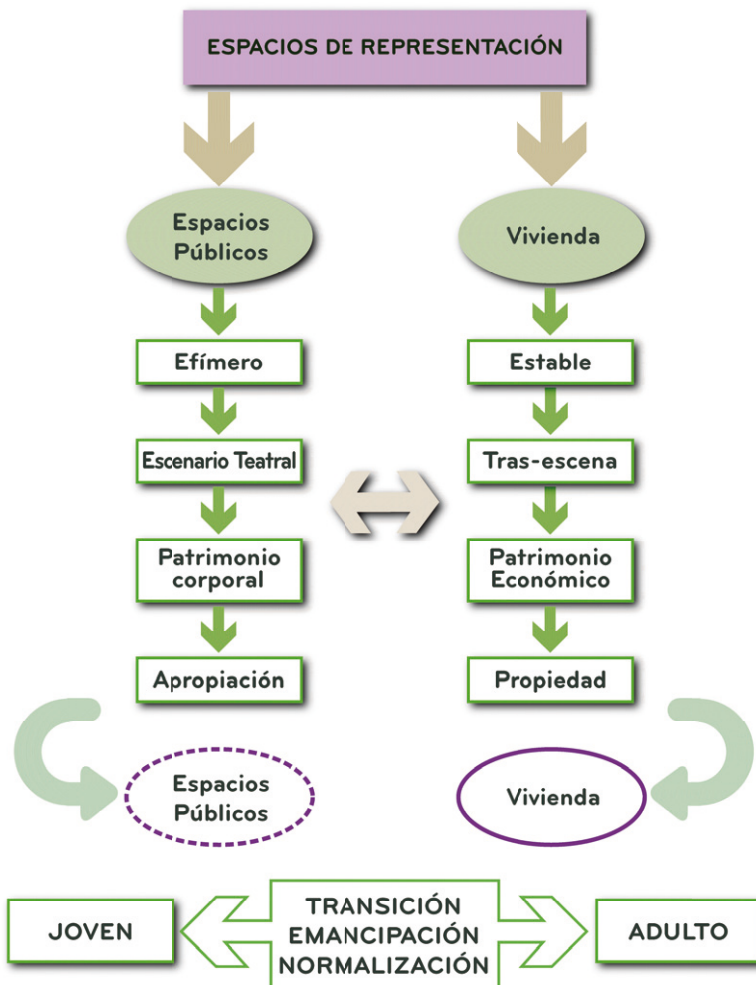 ESPACIOS DE REPRESENTACIÓN
Espacios
Públicos
Vivienda
Efímero
Estable
Escenario Teatral
Tras-escena
Patrimonio
corporal
Patrimonio
Económico
Apropiación
Propiedad
Espacios
Públicos
Vivienda
JOVEN
TRANSICIÓN
EMANCIPACIÓN
NORMALIZACIÓN
ADULTO